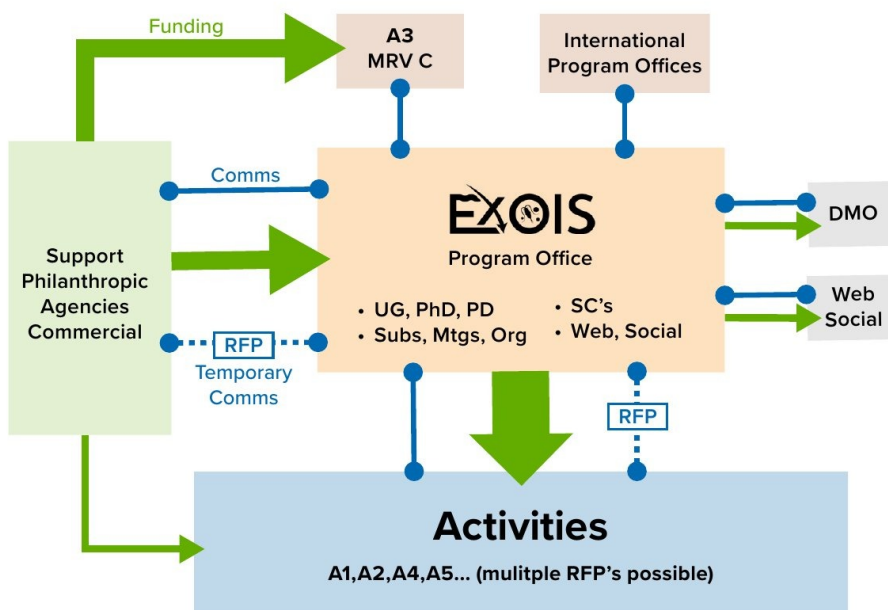 Funding
A3
MRV C
International
Program Offices
Comms
Support
Philanthropic
Agencies
Commercial
EXOIS
Program Office
• UG, PhD, PD
• Subs, Mtgs, Org
• SC's
• Web, Social
DMO
Web
Social
RFP
Temporary
Comms
RFP
Activities
A1,A2,A4,A5... (mulitple RFP's possible)